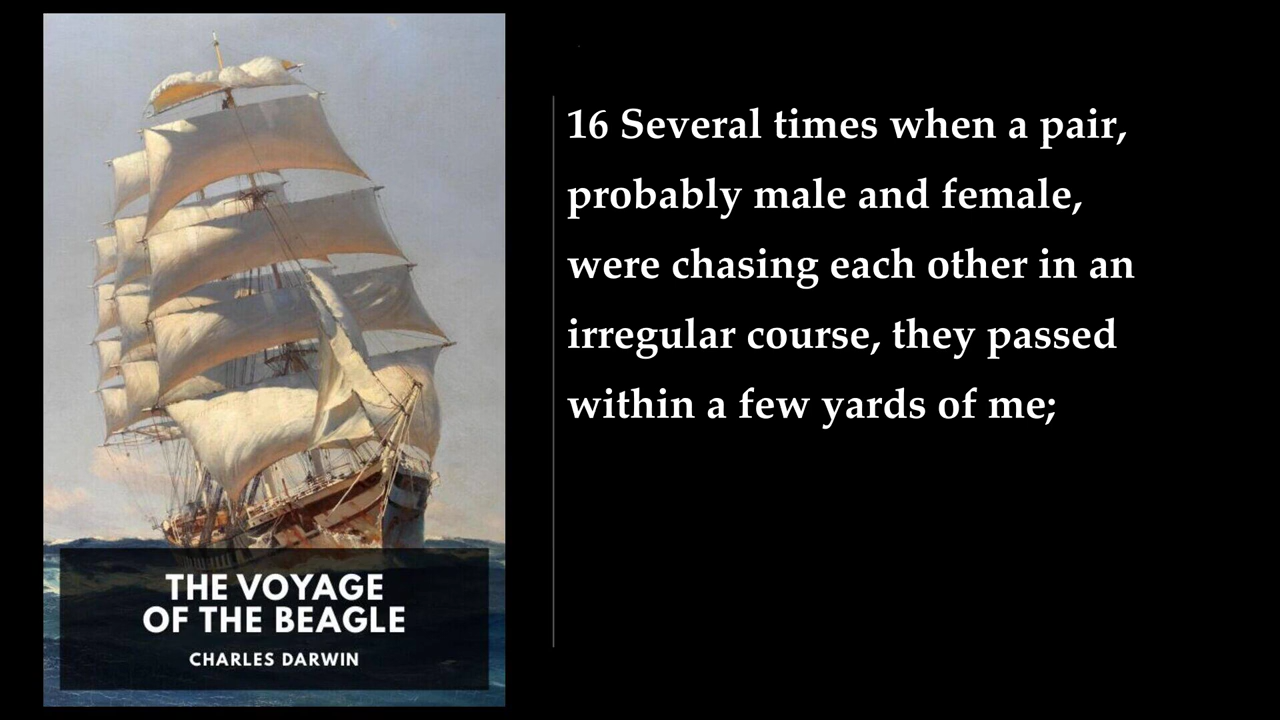 16 Several times when a pair,
probably male and female,
were chasing each other in an
irregular course, they passed
within a few yards of me;
THE VOYAGE
OF THE BEAGLE
CHARLES DARWIN